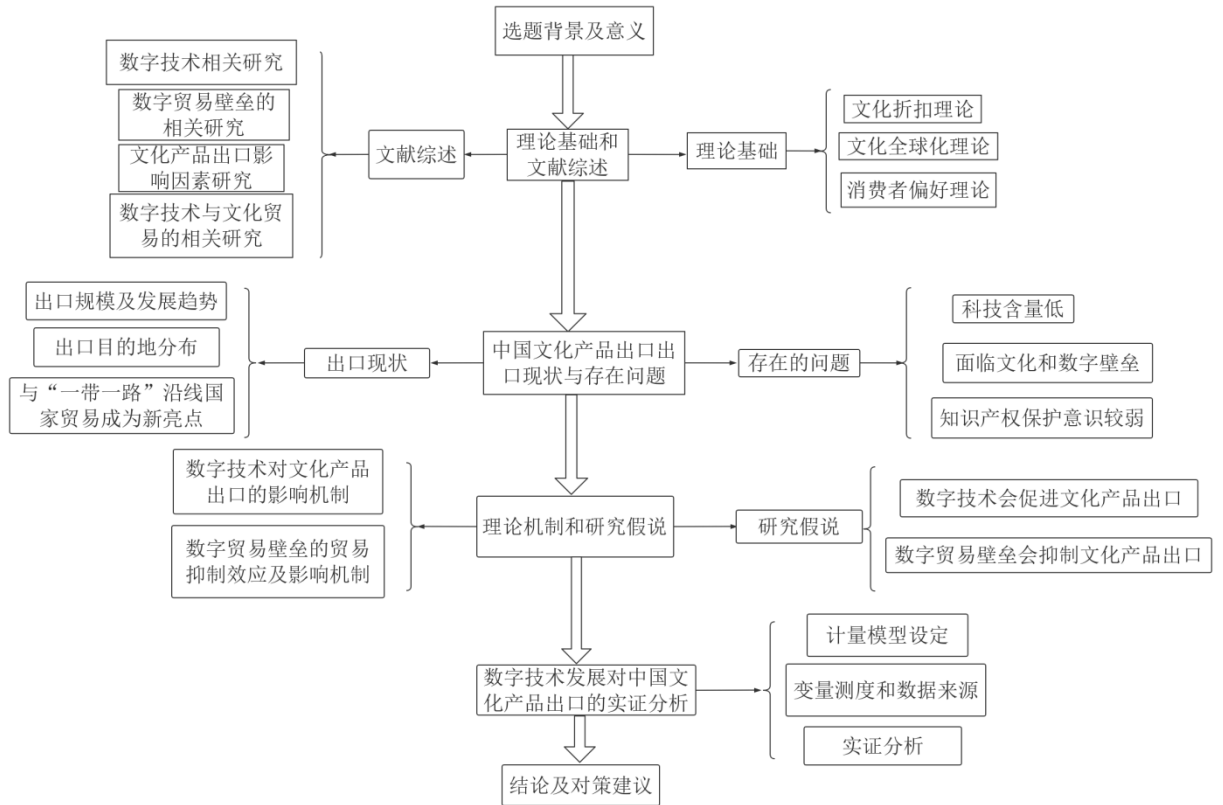 选题背景及意义
数字技术相关研究
数字贸易壁垒的
相关研究
文化产品出口影
响因素研究
数字技术与文化贸
易的相关研究
文献综述
理论基础和
文献综述
理论基础
文化折扣理论
文化全球化理论
消费者偏好理论
出口规模及发展趋势
出口目的地分布
与“一带一路”沿线国
家贸易成为新亮点
出口现状
中国文化产品出口出
口现状与存在问题
存在的问题
科技含量低
面临文化和数字壁垒
知识产权保护意识较弱
数字技术对文化产品
出口的影响机制
数字贸易壁垒的贸易
抑制效应及影响机制
理论机制和研究假说
研究假说
数字技术会促进文化产品出口
数字贸易壁垒会抑制文化产品出口
数字技术发展对中国文
化产品出口的实证分析
计量模型设定
变量测度和数据来源
实证分析
结论及对策建议